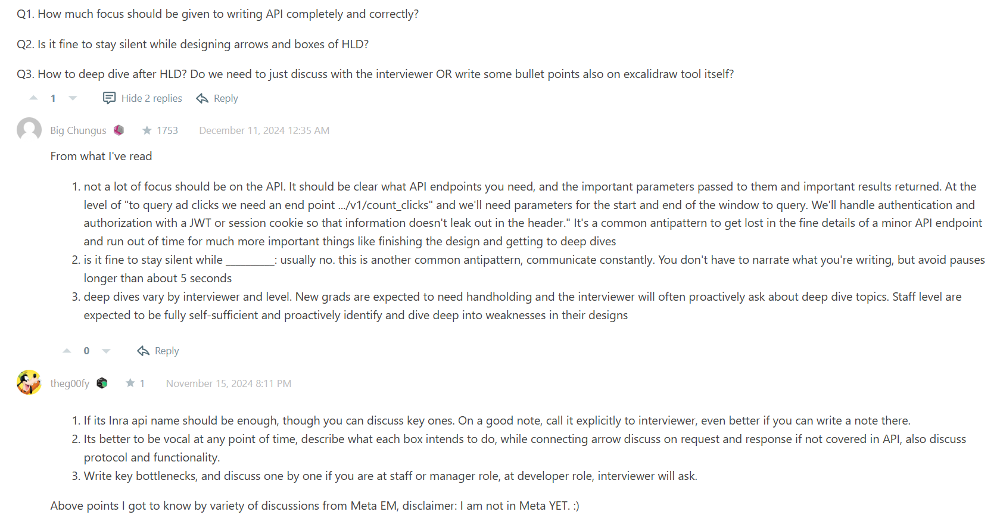 Q1. How much focus should be given to writing API completely and correctly?
Q2. Is it fine to stay silent while designing arrows and boxes of HLD?
Q3. How to deep dive after HLD? Do we need to just discuss with the interviewer OR write some bullet points also on excalidraw tool itself?
1 Hide 2 replies Reply
Big Chungus 1753 December 11, 2024 12:35 AM
From what I've read
1. not a lot of focus should be on the API. It should be clear what API endpoints you need, and the important parameters passed to them and important results returned. At the
level of "to query ad clicks we need an end point .../v1/count_clicks" and we'll need parameters for the start and end of the window to query. We'll handle authentication and
authorization with a JWT or session cookie so that information doesn't leak out in the header." It's a common antipattern to get lost in the fine details of a minor API endpoint
and run out of time for much more important things like finishing the design and getting to deep dives
2. is it fine to stay silent while _________: usually no. this is another common antipattern, communicate constantly. You don't have to narrate what you're writing, but avoid pauses
longer than about 5 seconds
3. deep dives vary by interviewer and level. New grads are expected to need handholding and the interviewer will often proactively ask about deep dive topics. Staff level are
expected to be fully self-sufficient and proactively identify and dive deep into weaknesses in their designs
0 Reply
theg00fy 1 November 15, 2024 8:11 PM
1. If its Inra api name should be enough, though you can discuss key ones. On a good note, call it explicitly to interviewer, even better if you can write a note there.
2. Its better to be vocal at any point of time, describe what each box intends to do, while connecting arrow discuss on request and response if not covered in API, also discuss
protocol and functionality.
3. Write key bottlenecks, and discuss one by one if you are at staff or manager role, at developer role, interviewer will ask.
Above points I got to know by variety of discussions from Meta EM, disclaimer: I am not in Meta YET. :)